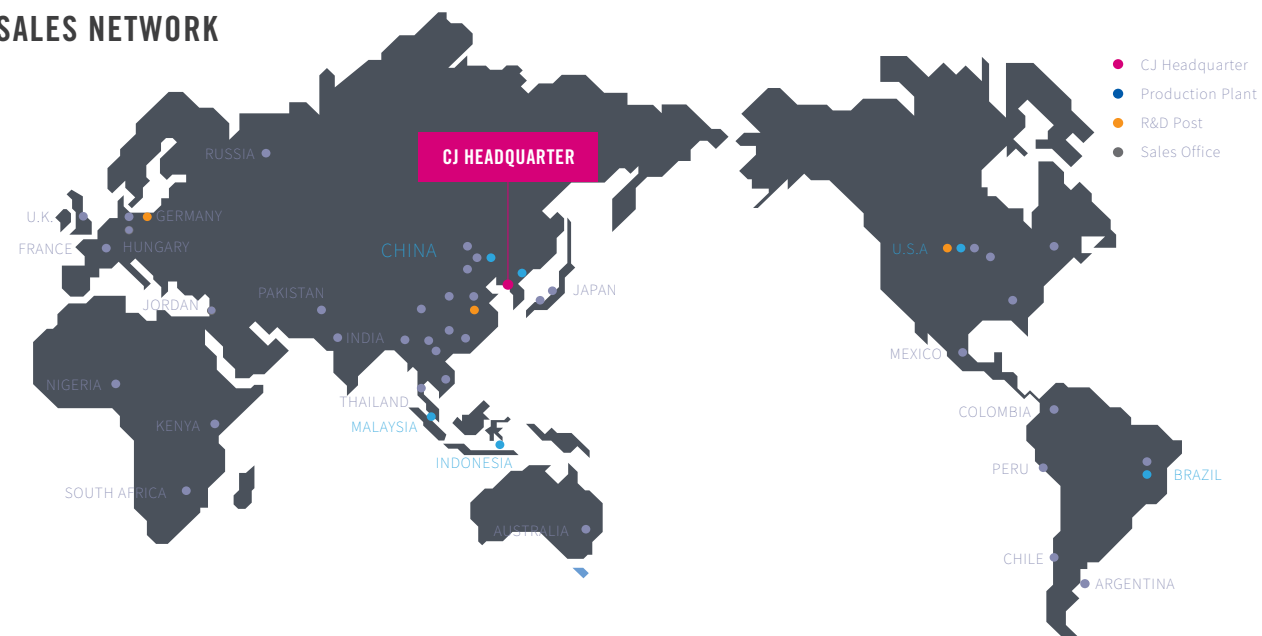 SALES NETWORK
CJ Headquarter
Production Plant
R&D Post
Sales Office
CJ HEADQUARTER
RUSSIA
U.K.
GERMANY
FRANCE
HUNGARY
CHINA
U.S.A
JORDAN
PAKISTAN
JAPAN
INDIA
MEXICO
NIGERIA
THAILAND
COLOMBIA
KENYA
MALAYSIA
INDONESIA
PERU
BRAZIL
SOUTH AFRICA
AUSTRALIA
CHILE
ARGENTINA